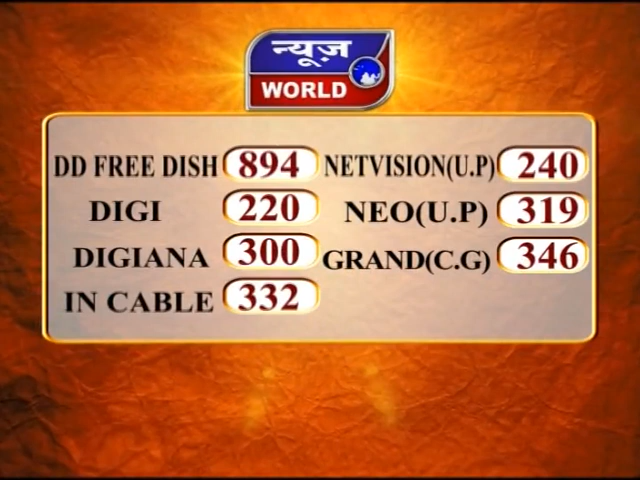 न्यूज़
WORLD
DD FREE DISH 894 NETVISION(U.P) 240
DIGI 220 NEO(U.P) 319
DIGIANA 300 GRAND(C.G) 346
IN CABLE 332